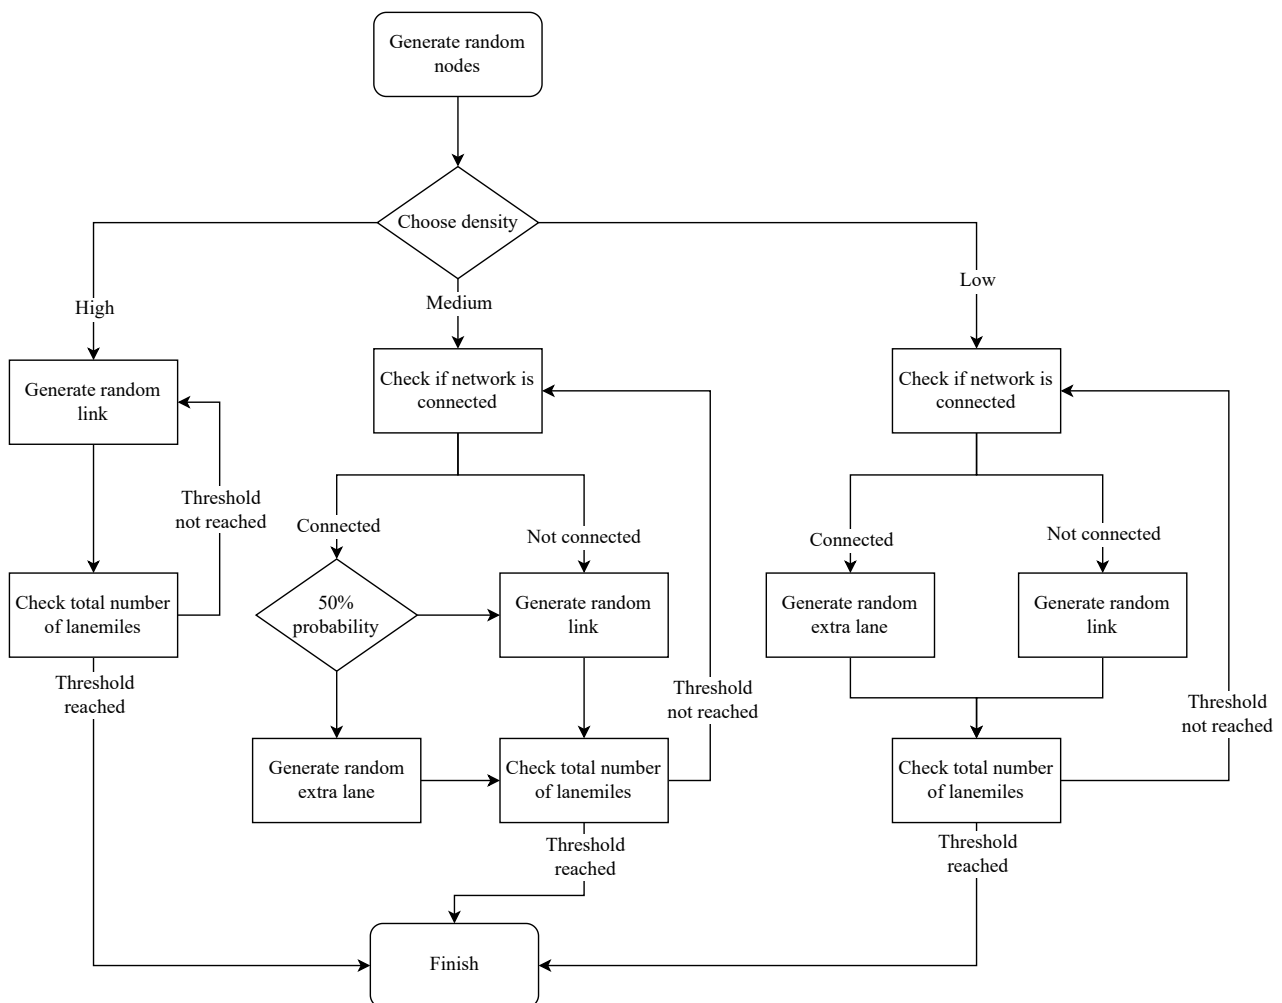 Generate random
nodes
Choose density
High
Medium
Low
Generate random
link
Check if network is
connected
Check if network is
connected
Threshold
not reached
Connected
Not connected
Connected
Not connected
Check total number
of lanemiles
50%
probability
Generate random
link
Generate random
extra lane
Generate random
link
Threshold
reached
Threshold
not reached
Threshold
not reached
Generate random
extra lane
Check total number
of lanemiles
Check total number
of lanemiles
Threshold
reached
Threshold
reached
Finish